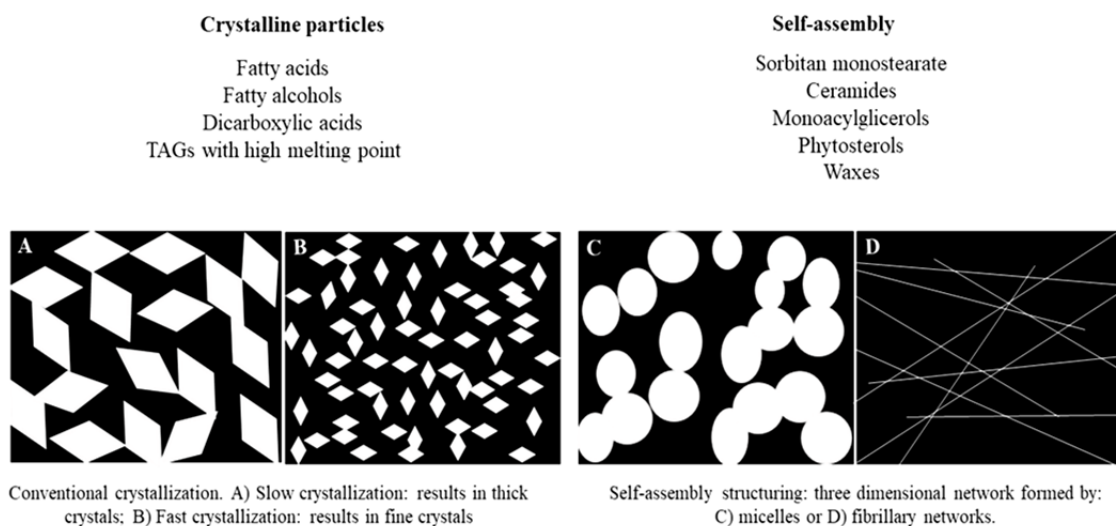 Crystalline particles
Fatty acids
Fatty alcohols
Dicarboxylic acids
TAGs with high melting point
Self-assembly
Sorbitan monostearate
Ceramides
Monoacylglicerols
Phytosterols
Waxes
A
B
C
D
Conventional crystallization. A) Slow crystallization: results in thick
crystals; B) Fast crystallization: results in fine crystals
Self-assembly structuring: three dimensional network formed by:
C) micelles or D) fibrillary networks.